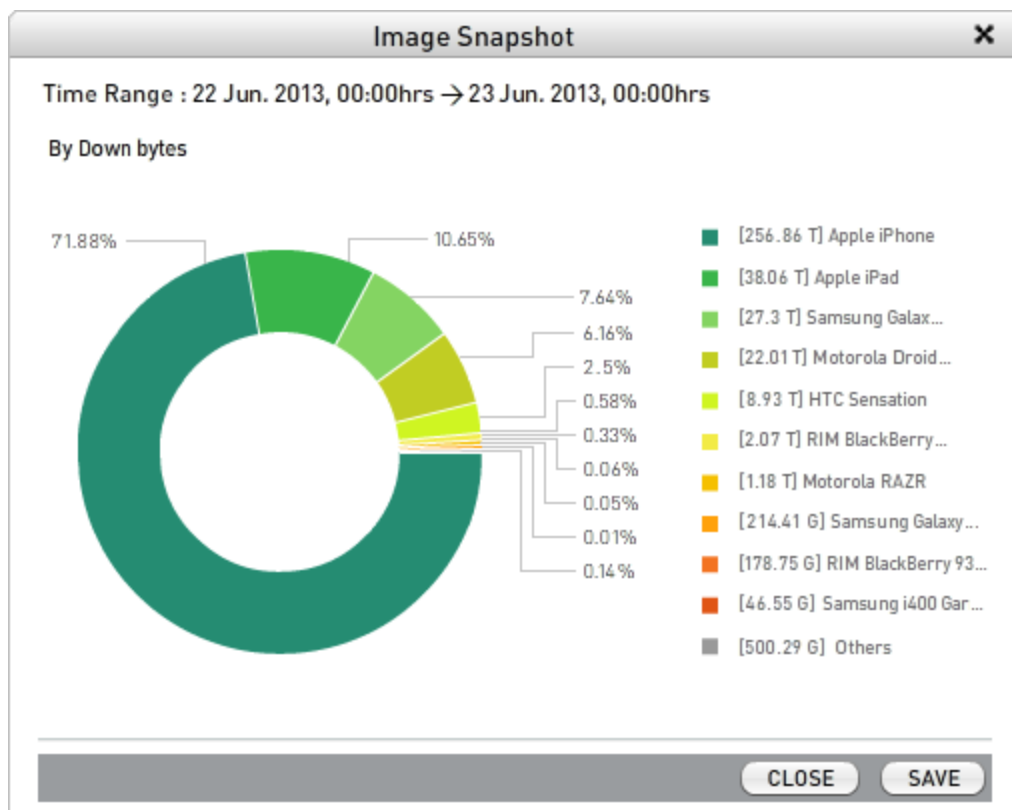 Image Snapshot
Time Range : 22 Jun. 2013, 00:00hrs → 23 Jun. 2013, 00:00hrs
By Down bytes
71.88%
10.65%
7.64%
6.16%
2.5%
0.58%
0.33%
0.06%
0.05%
0.01%
0.14%
[256.86 T] Apple iPhone
[38.06 T] Apple iPad
[27.3 T] Samsung Galax...
[22.01 T] Motorola Droid...
[8.93 T] HTC Sensation
[2.07 T] RIM BlackBerry...
[1.18 T] Motorola RAZR
[214.41 G] Samsung Galaxy...
[178.75 G] RIM BlackBerry 93...
[46.55 G] Samsung i400 Gar...
[500.29 G] Others
CLOSE SAVE